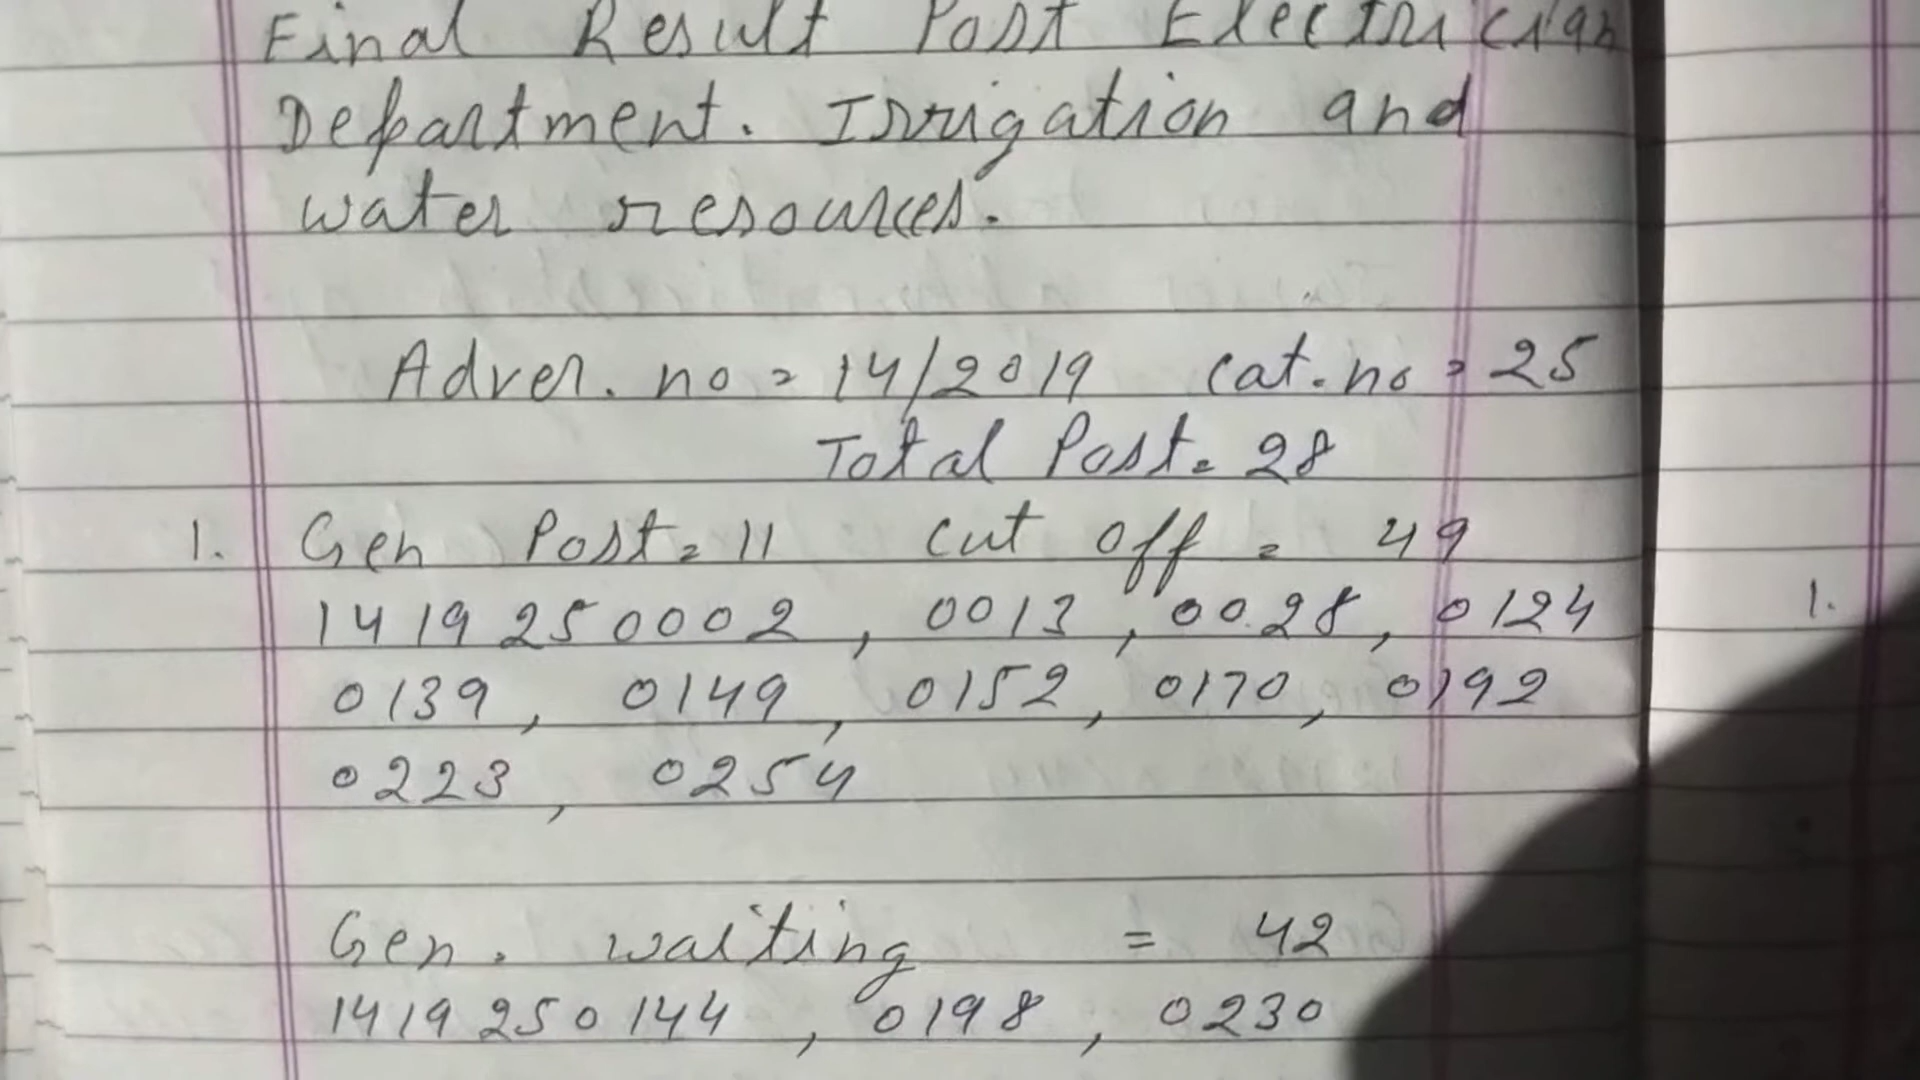 Final Result Post Electrician
Department. Irrigation and
water resources.
Adver. no = 14/2019 cat. no = 25
Total Post = 28
1. Gen Post = 11 cut off = 49
1419250002, 0013, 0028, 0124
0139, 0149, 0152, 0170, 0192
0223, 0254
Gen. waiting = 42
1419250144, 0198, 0230
1.